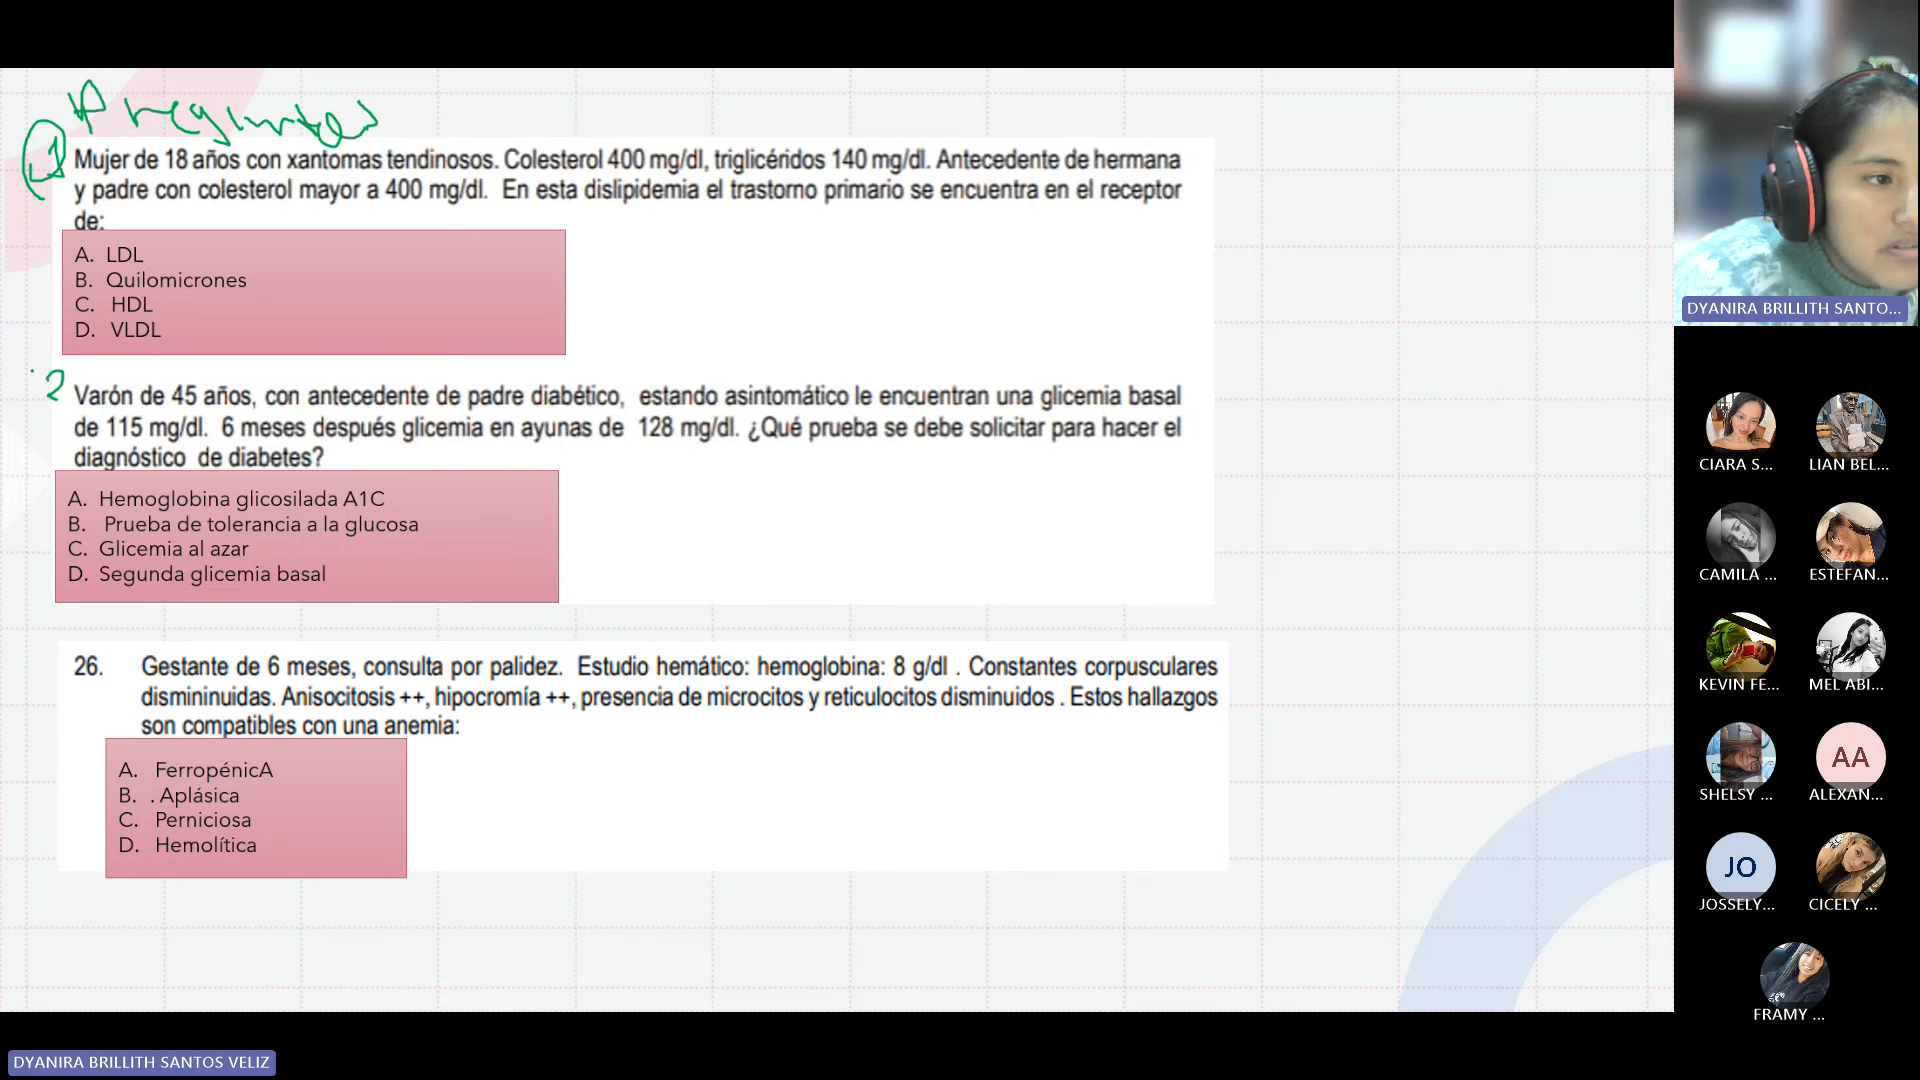 Preguntas
1
Mujer de 18 años con xantomas tendinosos. Colesterol 400 mg/dl, triglicéridos 140 mg/dl. Antecedente de hermana
y padre con colesterol mayor a 400 mg/dl. En esta dislipidemia el trastorno primario se encuentra en el receptor
de:
A. LDL
B. Quilomicrones
C. HDL
D. VLDL
2
Varón de 45 años, con antecedente de padre diabético, estando asintomático le encuentran una glicemia basal
de 115 mg/dl. 6 meses después glicemia en ayunas de 128 mg/dl. ¿Qué prueba se debe solicitar para hacer el
diagnóstico de diabetes?
A. Hemoglobina glicosilada A1C
B. Prueba de tolerancia a la glucosa
C. Glicemia al azar
D. Segunda glicemia basal
26. Gestante de 6 meses, consulta por palidez. Estudio hemático: hemoglobina: 8 g/dl . Constantes corpusculares
dismininuidas. Anisocitosis ++, hipocromía ++, presencia de microcitos y reticulocitos disminuidos . Estos hallazgos
son compatibles con una anemia:
A. FerropénicA
B. . Aplásica
C. Perniciosa
D. Hemolítica
DYANIRA BRILLITH SANTO...
CIARA S...
LIAN BEL...
CAMILA ...
ESTEFAN...
KEVIN FE...
MEL ABI...
SHELSY ...
AA
ALEXAN...
JO
JOSSELY...
CICELY ...
FRAMY ...
DYANIRA BRILLITH SANTOS VELIZ